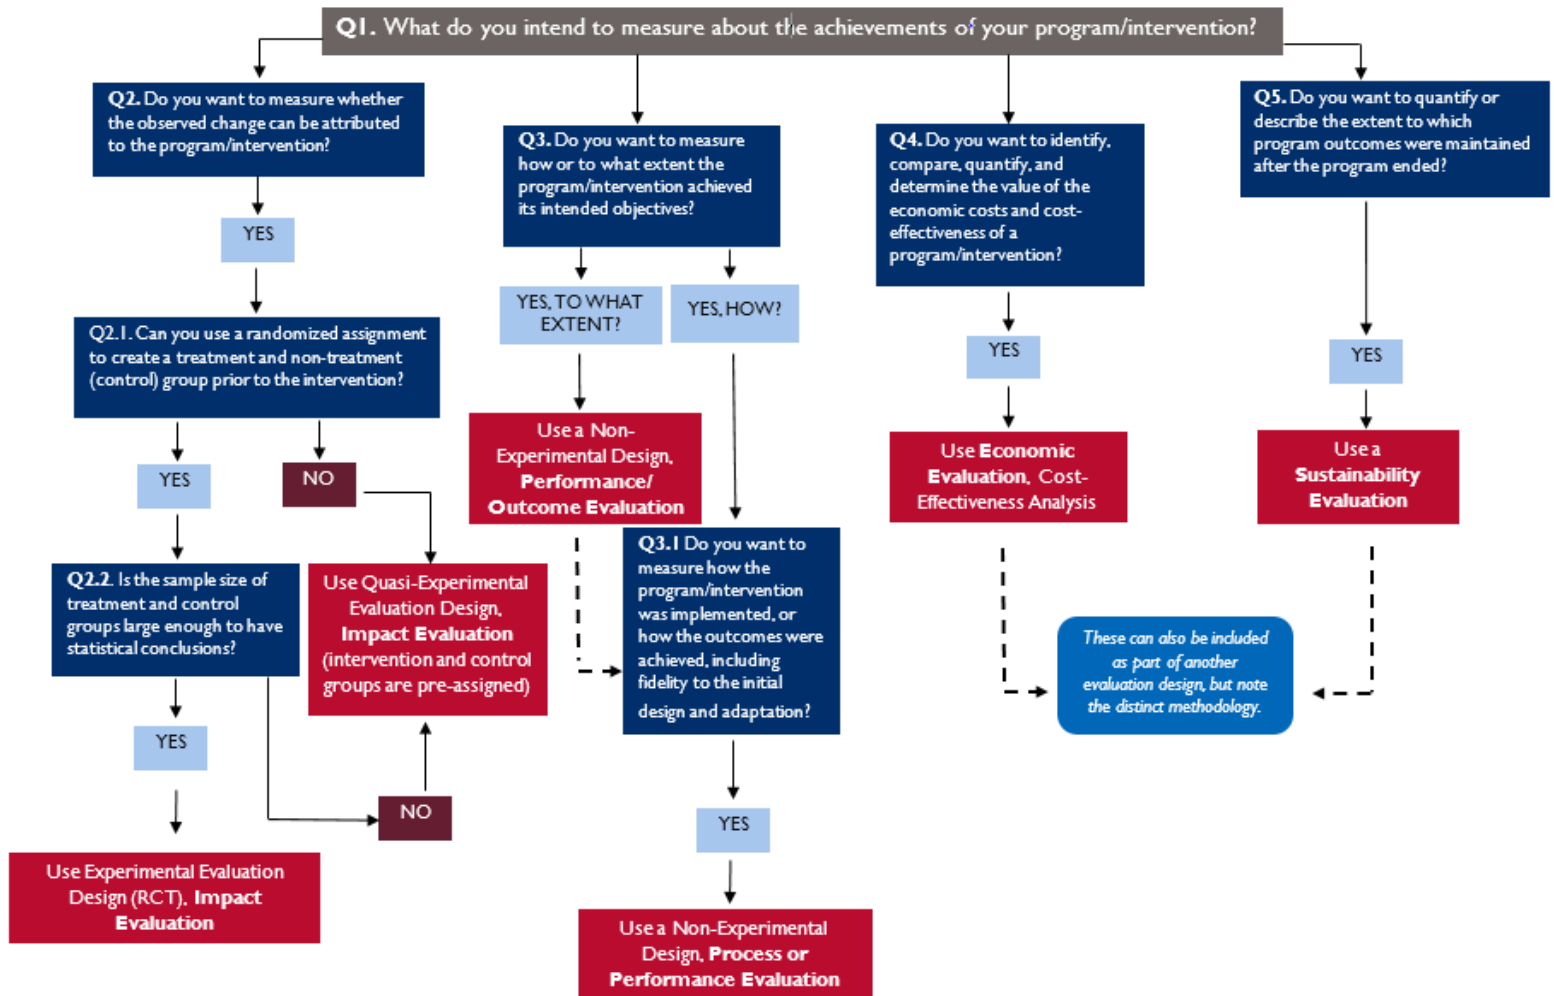 Q1. What do you intend to measure about the achievements of your program/intervention?
Q2. Do you want to measure whether
the observed change can be attributed
to the program/intervention?
YES
Q2.1. Can you use a randomized assignment
to create a treatment and non-treatment
(control) group prior to the intervention?
YES
NO
Q2.2. Is the sample size of
treatment and control
groups large enough to have
statistical conclusions?
Use Quasi-Experimental
Evaluation Design,
Impact Evaluation
(intervention and control
groups are pre-assigned)
YES
NO
Use Experimental Evaluation
Design (RCT), Impact
Evaluation
Q3. Do you want to measure
how or to what extent the
program/intervention achieved
its intended objectives?
YES, TO WHAT
EXTENT?
YES, HOW?
Use a Non-
Experimental Design,
Performance/
Outcome Evaluation
Q3.1 Do you want to
measure how the
program/intervention
was implemented, or
how the outcomes were
achieved, including
fidelity to the initial
design and adaptation?
YES
Use a Non-Experimental
Design, Process or
Performance Evaluation
Q4. Do you want to identify,
compare, quantify, and
determine the value of the
economic costs and cost-
effectiveness of a
program/intervention?
YES
Use Economic
Evaluation, Cost-
Effectiveness Analysis
Q5. Do you want to quantify or
describe the extent to which
program outcomes were maintained
after the program ended?
YES
Use a
Sustainability
Evaluation
These can also be included
as part of another
evaluation design, but note
the distinct methodology.